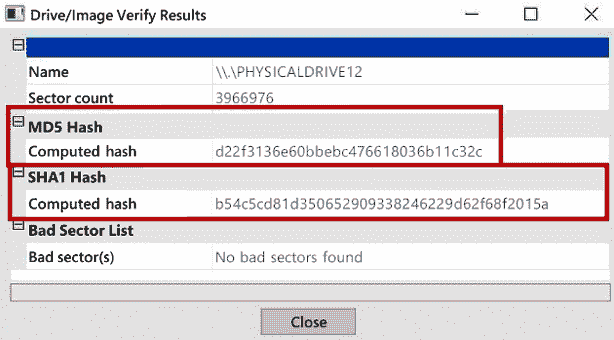 Drive/Image Verify Results
Name \\.\PHYSICALDRIVE12
Sector count 3966976
MD5 Hash
Computed hash d22f3136e60bbebc476618036b11c32c
SHA1 Hash
Computed hash b54c5cd81d350652909338246229d62f68f2015a
Bad Sector List
Bad sector(s) No bad sectors found
Close